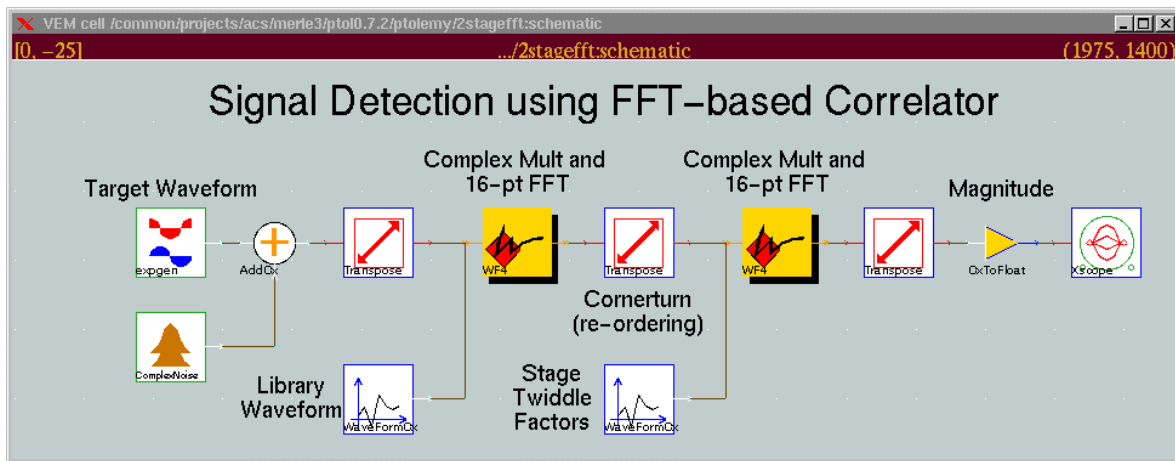 VEM cell /common/projects/acs/merle3/ptol0.7.2/ptolemy/2stagefft:schematic
[0, −25] .../2stagefft:schematic (1975, 1400)
Signal Detection using FFT−based Correlator
Complex Mult and
16−pt FFT
Complex Mult and
16−pt FFT
Target Waveform
Magnitude
expgen
AddCx
Transpose
WF4
Transpose
WF4
Transpose
CxToFloat
Xscope
Cornerturn
(re−ordering)
ComplexNoise
Library
Waveform
WaveFormCx
Stage
Twiddle
Factors
WaveFormCx